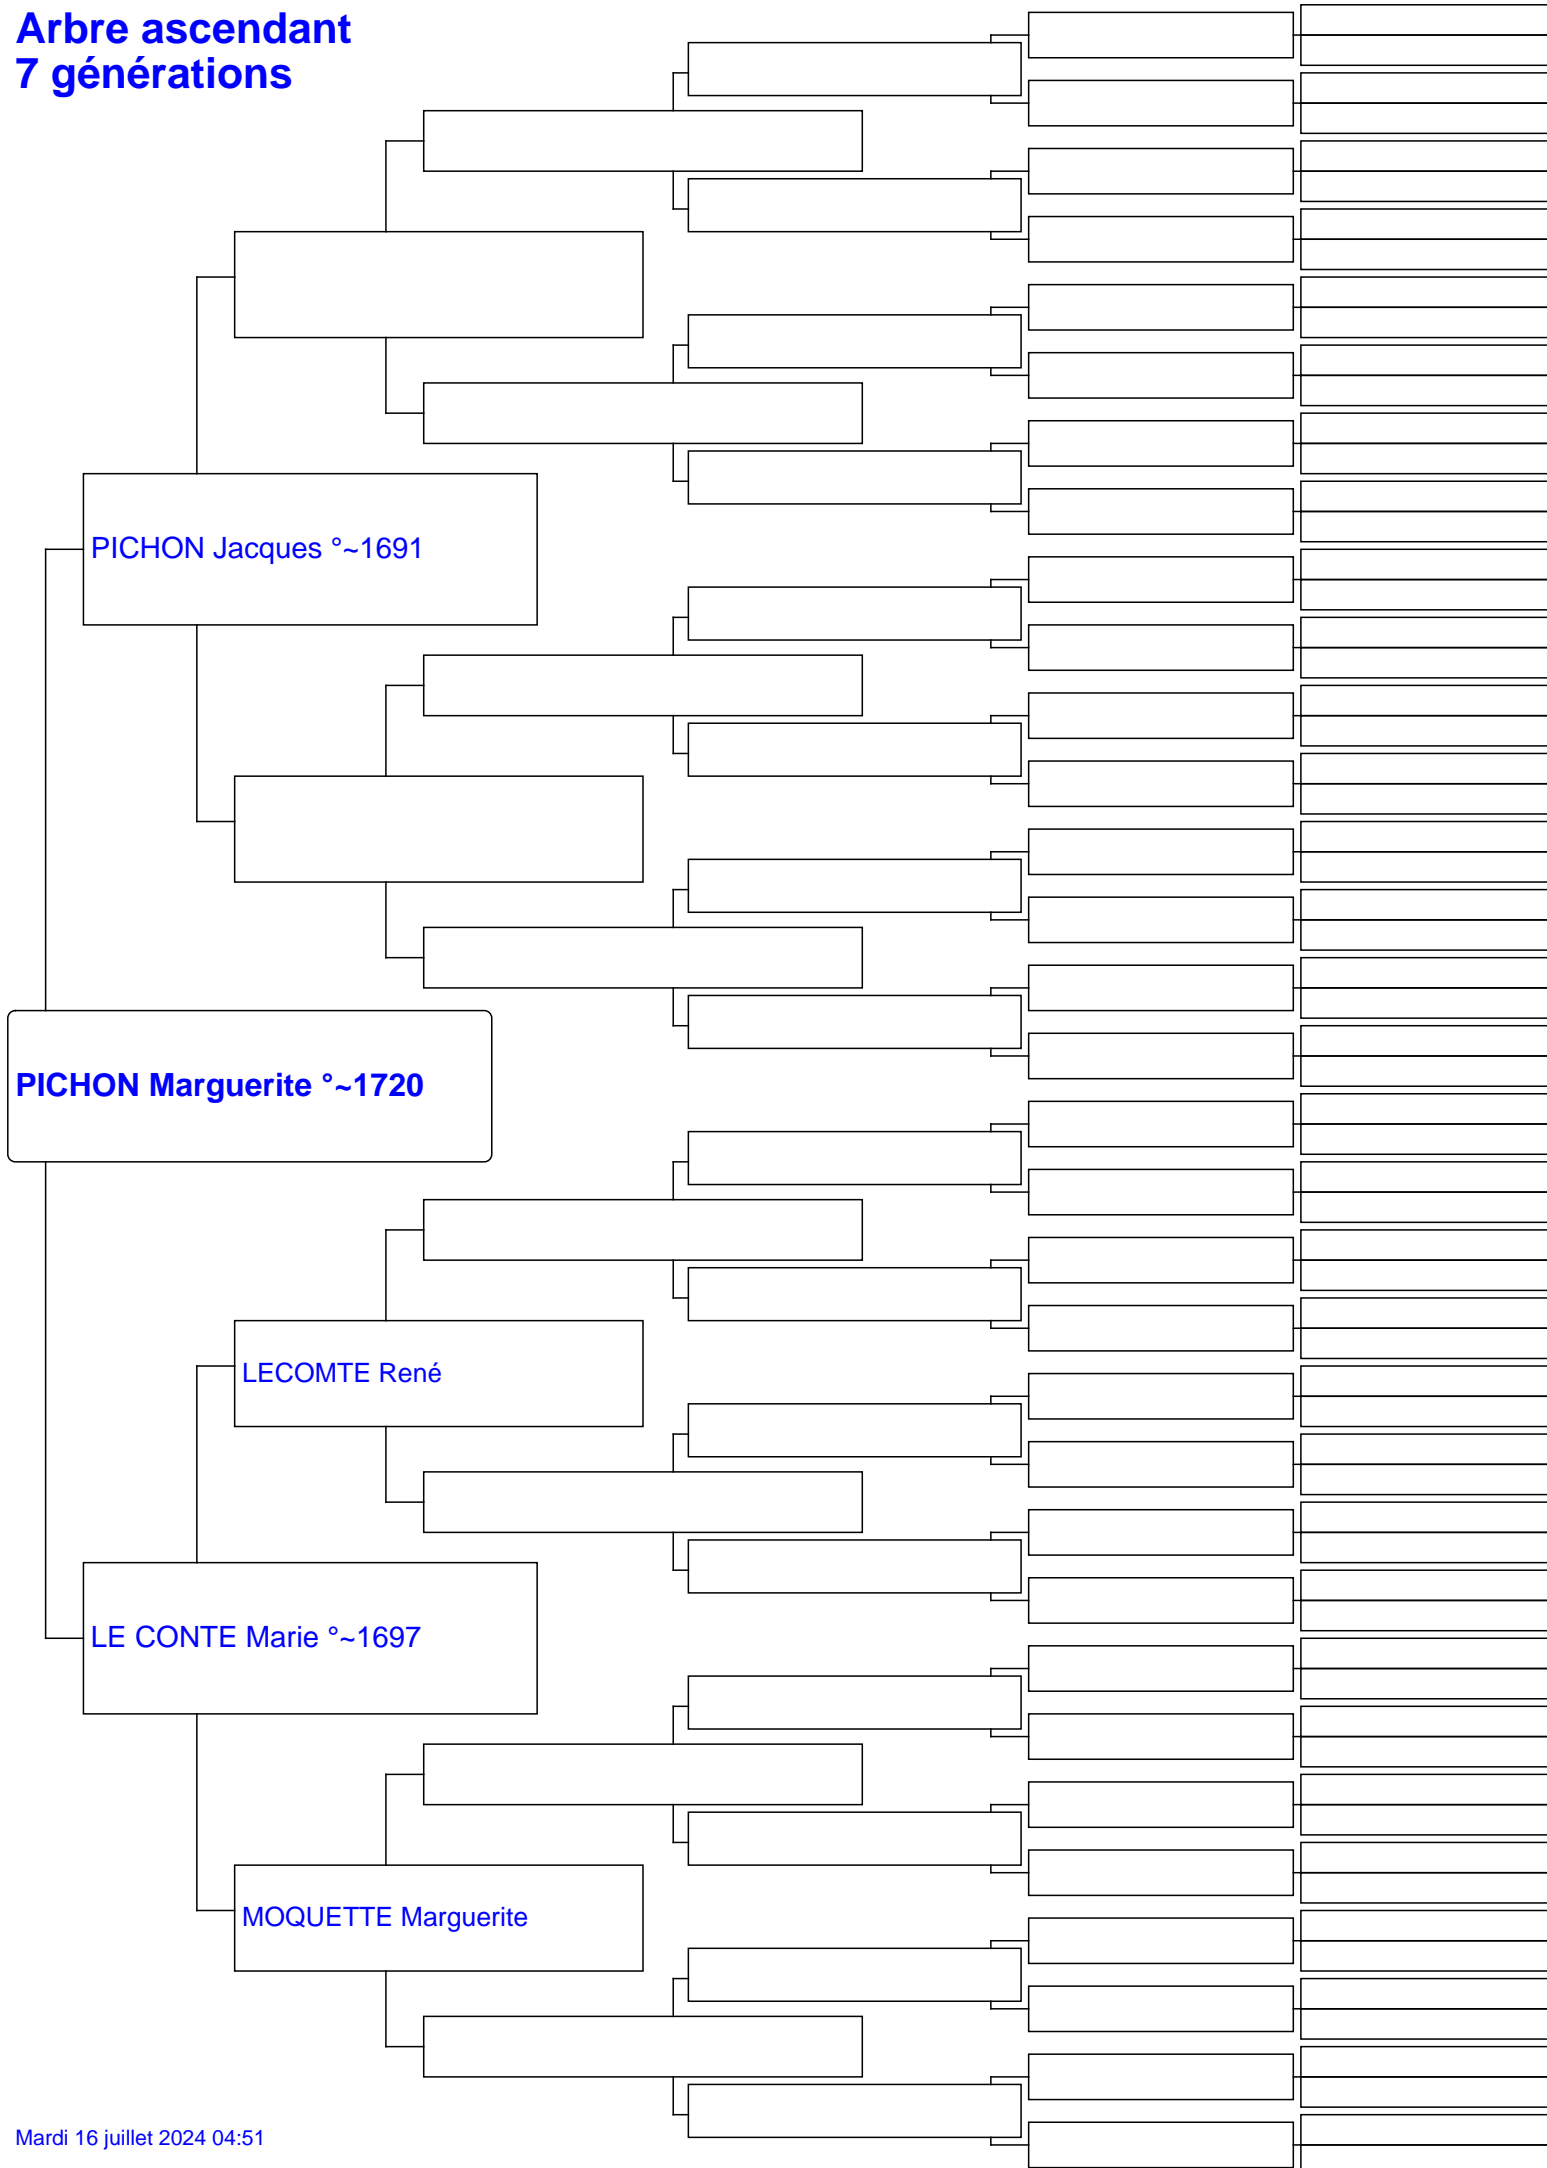 Arbre ascendant
7 générations
PICHON Jacques °~1691
PICHON Marguerite °~1720
LECOMTE René
LE CONTE Marie °~1697
MOQUETTE Marguerite
Mardi 16 juillet 2024 04:51